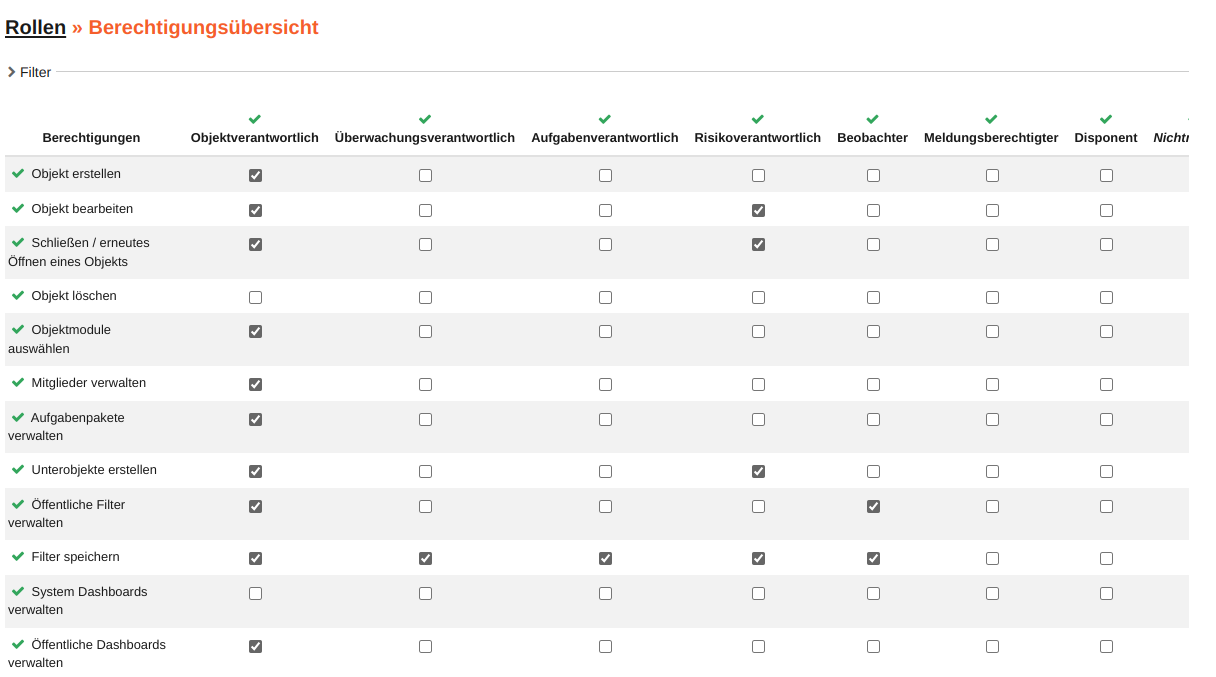 Rollen » Berechtigungsübersicht
Filter
Berechtigungen Objektverantwortlich Überwachungsverantwortlich Aufgabenverantwortlich Risikoverantwortlich Beobachter Meldungsberechtigter Disponent
Objekt erstellen
Objekt bearbeiten
Schließen / erneutes
Öffnen eines Objekts
Objekt löschen
Objektmodule
auswählen
Mitglieder verwalten
Aufgabenpakete
verwalten
Unterobjekte erstellen
Öffentliche Filter
verwalten
Filter speichern
System Dashboards
verwalten
Öffentliche Dashboards
verwalten